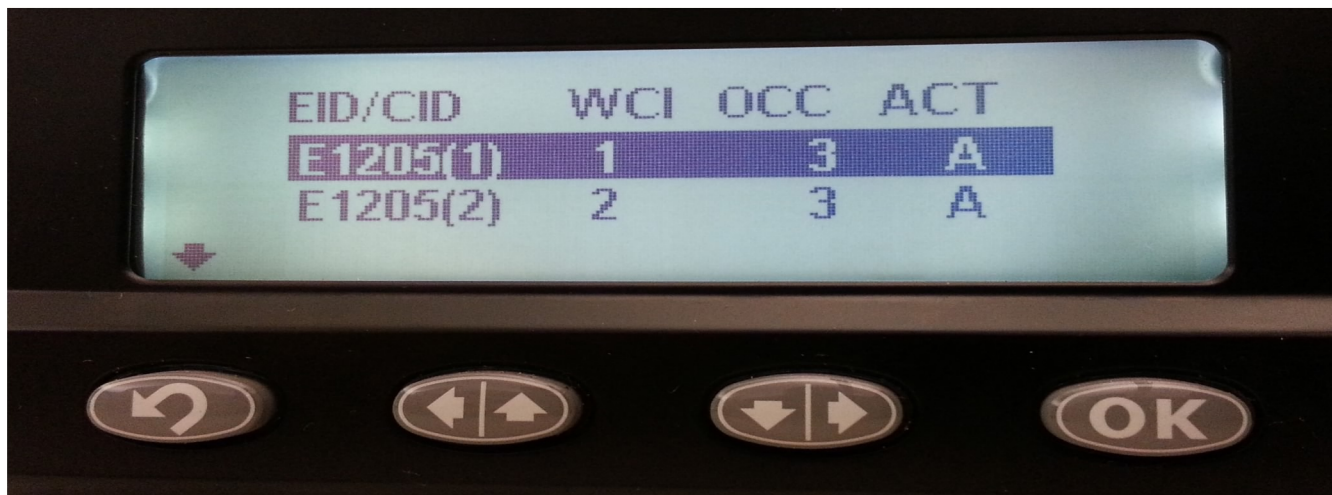 EID/CID WCI OCC ACT
E1205(1) 1 3 A
E1205(2) 2 3 A
OK